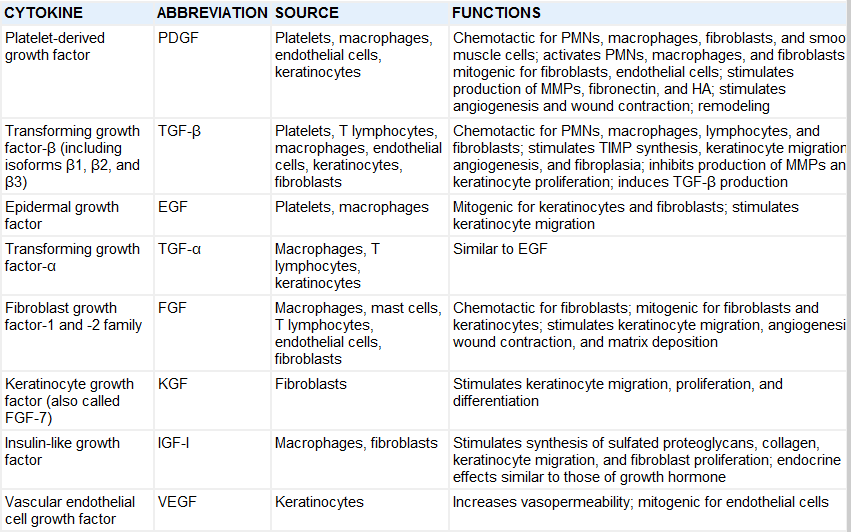 CYTOKINE ABBREVIATION SOURCE FUNCTIONS
Platelet-derived growth factor
PDGF
Platelets, macrophages,
endothelial cells,
keratinocytes
Chemotactic for PMNs, macrophages, fibroblasts, and
muscle cells; activates PMNs, macrophages, and fibroblasts
mitogenic for fibroblasts, endothelial cells; stimulates
production of MMPs, fibronectin, and HA; stimulates
angiogenesis and wound contraction; remodeling
Transforming growth
factor-β (including
isoforms β1, β2, and
β3)
TGF-β
Platelets, T lymphocytes,
macrophages, endothelial
cells, keratinocytes,
fibroblasts
Chemotactic for PMNs, macrophages, lymphocytes, and
fibroblasts; stimulates TIMP synthesis, keratinocyte migration
angiogenesis, and fibroplasia; inhibits production of MMPs
keratinocyte proliferation; induces TGF-β production
Epidermal growth
factor
EGF
Platelets, macrophages
Mitogenic for keratinocytes and fibroblasts; stimulates
keratinocyte migration
Transforming growth
factor-α
TGF-α
Macrophages, T
lymphocytes,
keratinocytes
Similar to EGF
Fibroblast growth
factor-1 and -2 family
FGF
Macrophages, mast cells,
T lymphocytes,
endothelial cells,
fibroblasts
Chemotactic for fibroblasts; mitogenic for fibroblasts and
keratinocytes; stimulates keratinocyte migration,
wound contraction, and matrix deposition
Keratinocyte growth
factor (also called
FGF-7)
KGF
Fibroblasts
Stimulates keratinocyte migration, proliferation, and
differentiation
Insulin-like growth
factor
IGF-I
Macrophages, fibroblasts
Stimulates synthesis of sulfated proteoglycans, collagen,
keratinocyte migration, and fibroblast proliferation; endocrine
effects similar to those of growth hormone
Vascular endothelial
cell growth factor
VEGF
Keratinocytes
Increases vasopermeability; mitogenic for endothelial cells